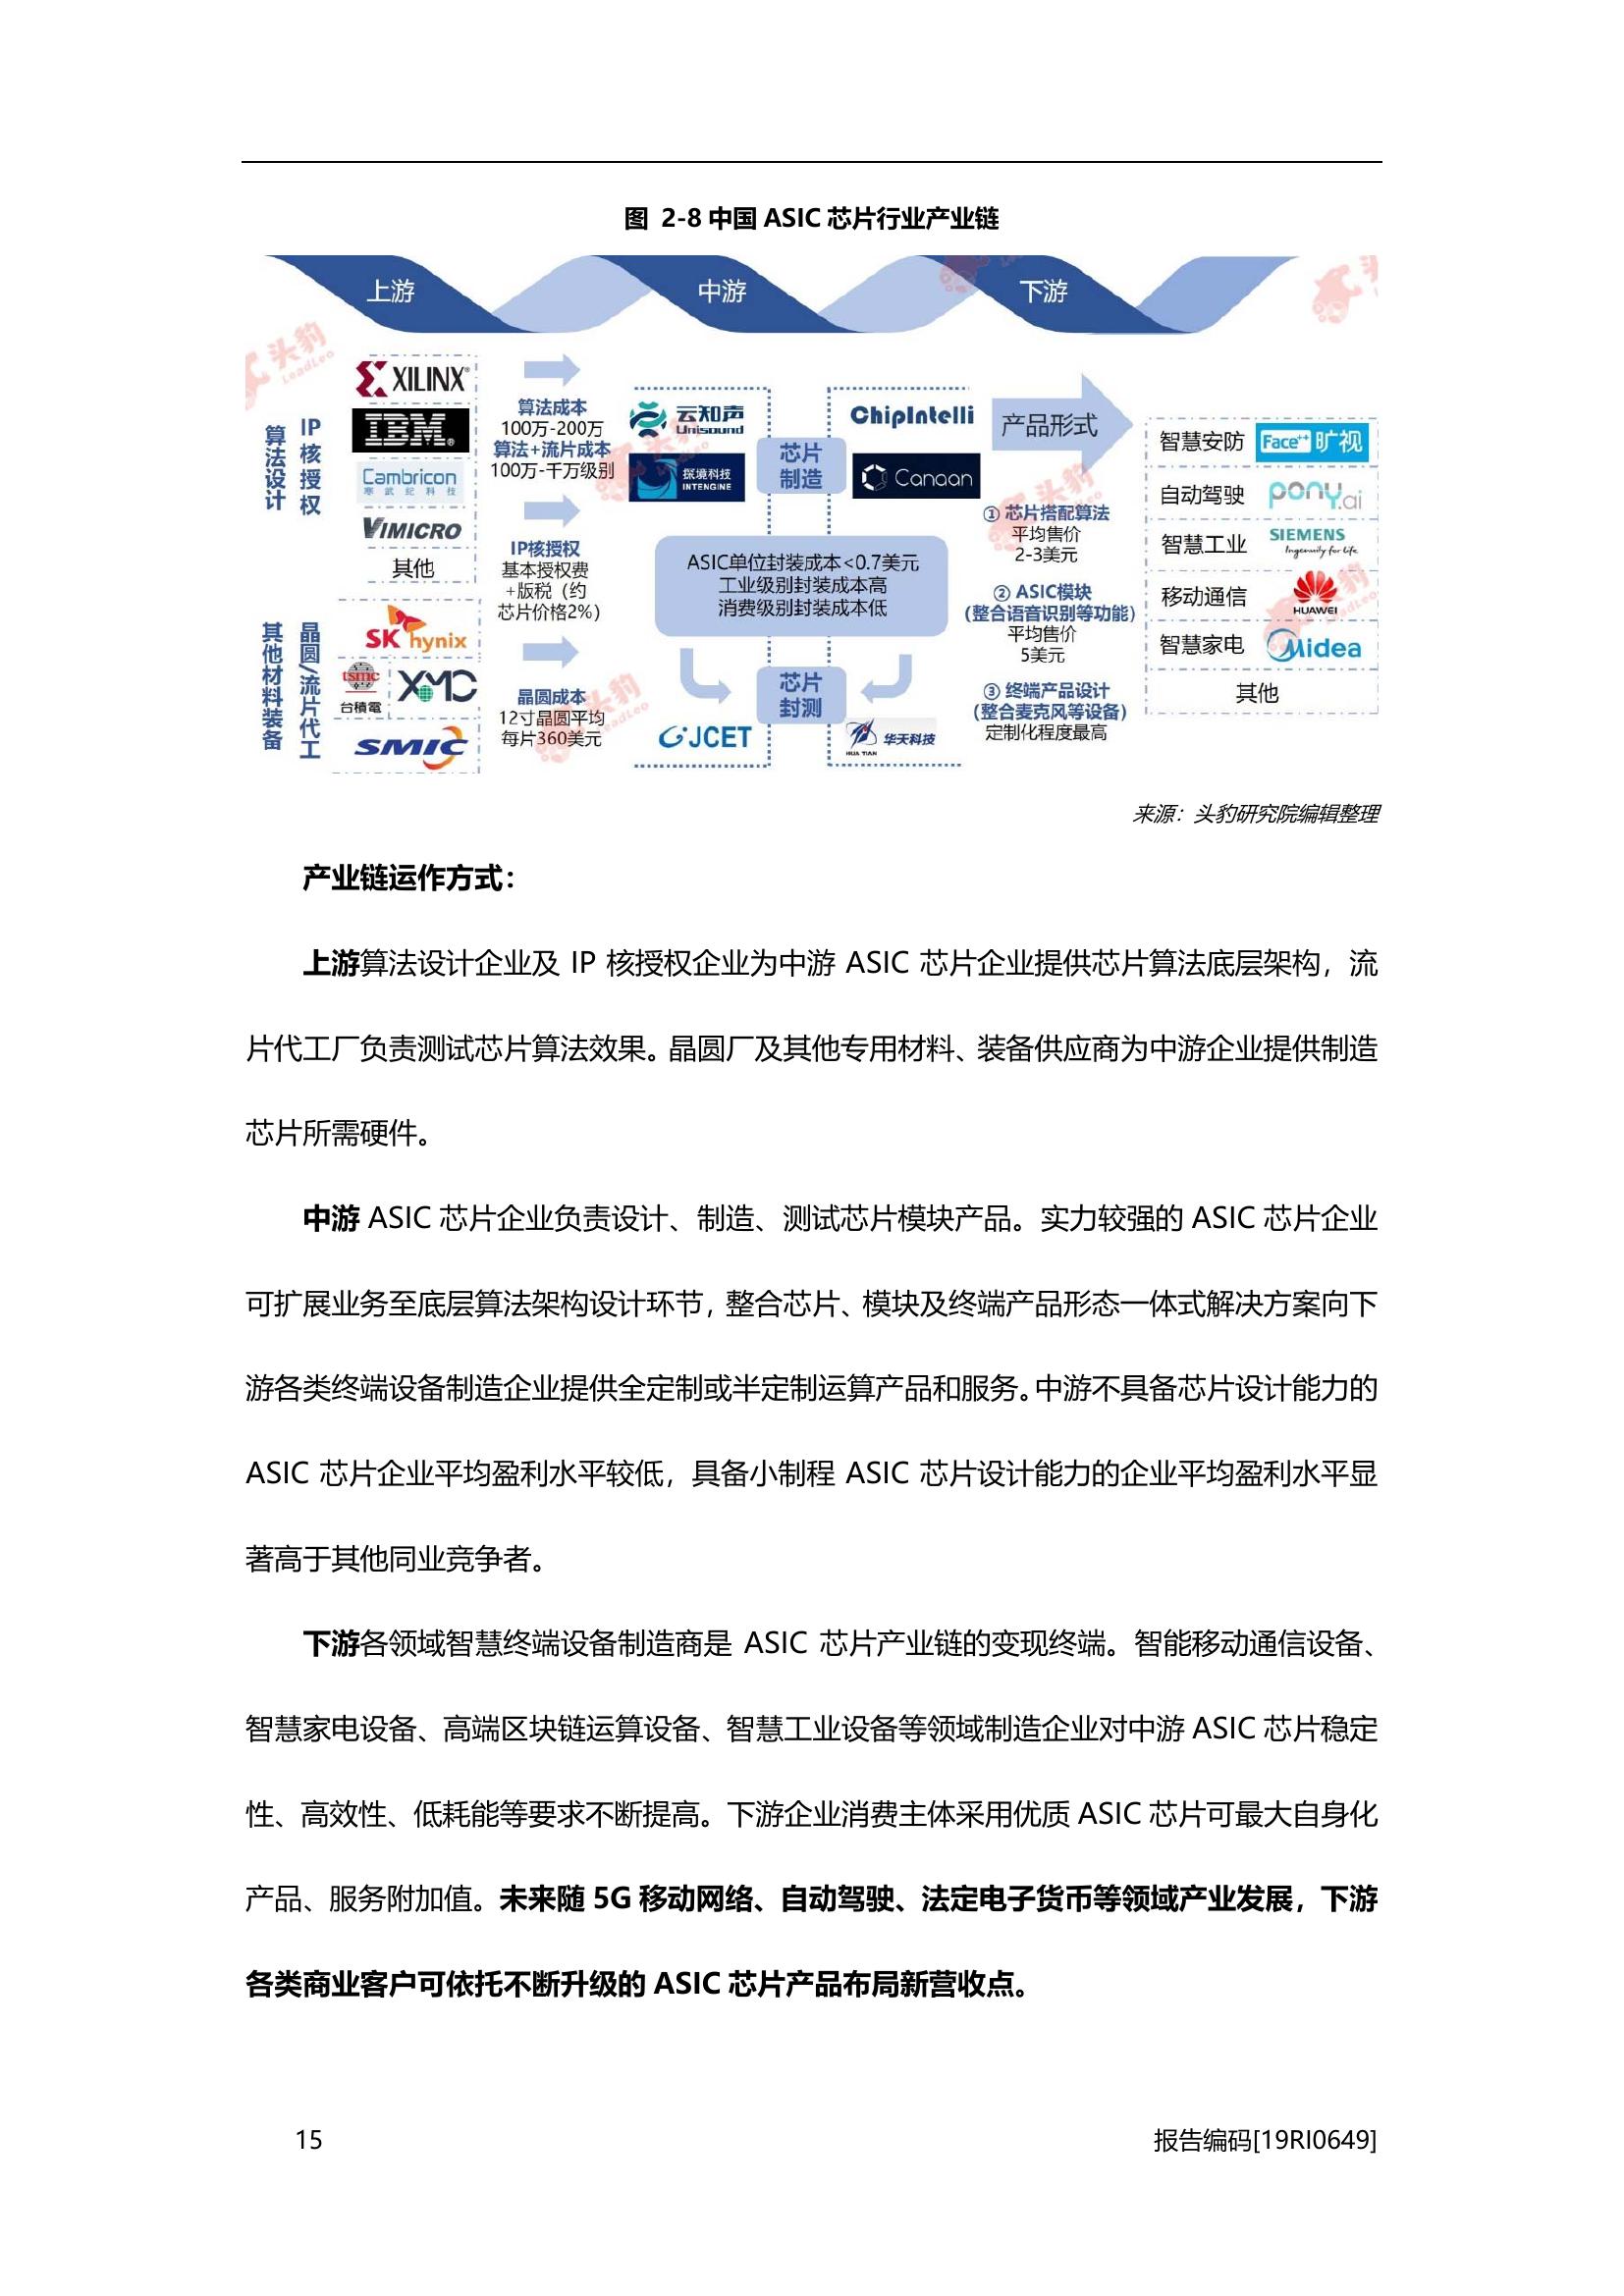 图 2-8 中国 ASIC 芯片行业产业链
上游
中游
下游
算法设计
IP核授权
XILINX
IBM
Cambricon
寒武纪科技
VIMICRO
其他
其他材料装备
晶圆/流片代工
SK hynix
tsmc
台積電
XMC
SMIC
算法成本
100万-200万
算法+流片成本
100万-千万级别
IP核授权
基本授权费
+版税（约
芯片价格2%）
晶圆成本
12寸晶圆平均
每片360美元
云知声
Unisound
探境科技
INTENGINE
芯片
制造
ChipIntelli
Canaan
ASIC单位封装成本<0.7美元
工业级别封装成本高
消费级别封装成本低
芯片
封测
JCET
华天科技
HUA TIAN
产品形式
① 芯片搭配算法
平均售价
2-3美元
② ASIC模块
(整合语音识别等功能)
平均售价
5美元
③ 终端产品设计
(整合麦克风等设备)
定制化程度最高
智慧安防 Face++ 旷视
自动驾驶 pony.ai
智慧工业 SIEMENS
Ingenuity for life
移动通信 HUAWEI
智慧家电 Midea
其他
头豹
LeadLeo
来源：头豹研究院编辑整理
产业链运作方式：
上游算法设计企业及 IP 核授权企业为中游 ASIC 芯片企业提供芯片算法底层架构，流
片代工厂负责测试芯片算法效果。晶圆厂及其他专用材料、装备供应商为中游企业提供制造
芯片所需硬件。
中游 ASIC 芯片企业负责设计、制造、测试芯片模块产品。实力较强的 ASIC 芯片企业
可扩展业务至底层算法架构设计环节，整合芯片、模块及终端产品形态一体式解决方案向下
游各类终端设备制造企业提供全定制或半定制运算产品和服务。中游不具备芯片设计能力的
ASIC 芯片企业平均盈利水平较低，具备小制程 ASIC 芯片设计能力的企业平均盈利水平显
著高于其他同业竞争者。
下游各领域智慧终端设备制造商是 ASIC 芯片产业链的变现终端。智能移动通信设备、
智慧家电设备、高端区块链运算设备、智慧工业设备等领域制造企业对中游 ASIC 芯片稳定
性、高效性、低耗能等要求不断提高。下游企业消费主体采用优质 ASIC 芯片可最大自身化
产品、服务附加值。未来随 5G 移动网络、自动驾驶、法定电子货币等领域产业发展，下游
各类商业客户可依托不断升级的 ASIC 芯片产品布局新营收点。
15
报告编码[19RI0649]